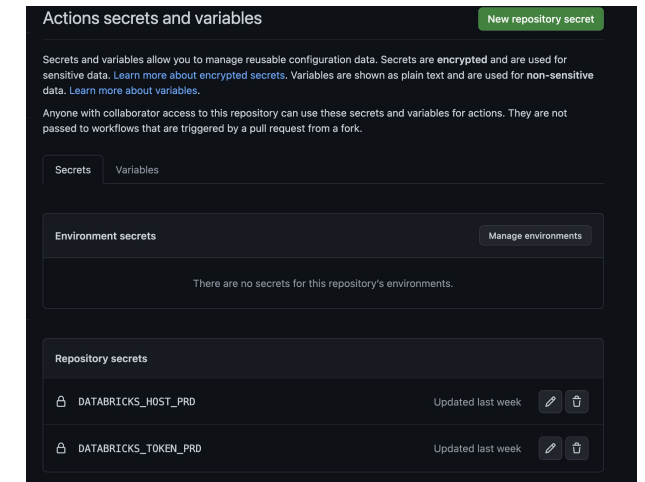 Actions secrets and variables
New repository secret
Secrets and variables allow you to manage reusable configuration data. Secrets are encrypted and are used for
sensitive data. Learn more about encrypted secrets. Variables are shown as plain text and are used for non-sensitive
data. Learn more about variables.
Anyone with collaborator access to this repository can use these secrets and variables for actions. They are not
passed to workflows that are triggered by a pull request from a fork.
Secrets
Variables
Environment secrets
Manage environments
There are no secrets for this repository's environments.
Repository secrets
DATABRICKS_HOST_PRD
Updated last week
DATABRICKS_TOKEN_PRD
Updated last week